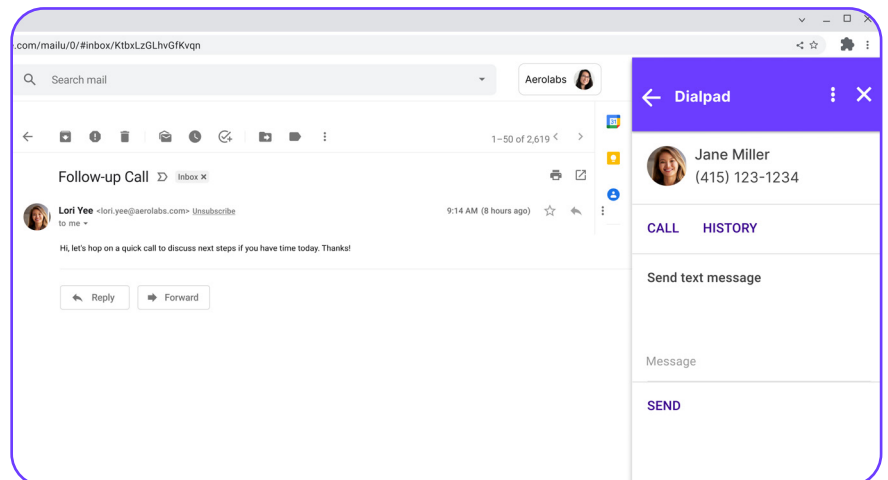 .com/mailu/0/#inbox/KtbxLzGLhvGfKvqn
Search mail
Aerolabs
1–50 of 2,619
Follow-up Call
Inbox ×
Lori Yee <lori.yee@aerolabs.com> Unsubscribe
9:14 AM (8 hours ago)
to me
Hi, let's hop on a quick call to discuss next steps if you have time today. Thanks!
Reply
Forward
31
Dialpad
Jane Miller
(415) 123-1234
CALL
HISTORY
Send text message
Message
SEND